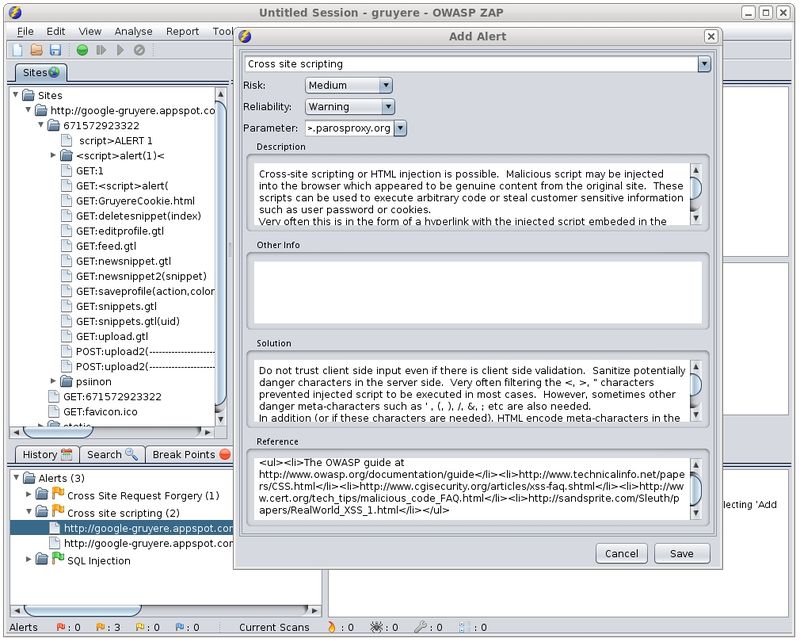 Untitled Session - gruyere - OWASP ZAP
File Edit View Analyse Report
Sites
Sites
http://google-gruyere.appspot.co
671572923322
script>ALERT 1
<script>alert(1)<
GET:1
GET:<script>alert(
GET:GruyereCookie.html
GET:deletesnippet(index)
GET:editprofile.gtl
GET:feed.gtl
GET:newsnippet.gtl
GET:newsnippet2(snippet)
GET:saveprofile(action,color
GET:snippets.gtl
GET:snippets.gtl(uid)
GET:upload.gtl
POST:upload2(--------------------
POST:upload2(--------------------
psiinon
GET:671572923322
GET:favicon.ico
History Search Break Points
Alerts (3)
Cross Site Request Forgery (1)
Cross site scripting (2)
http://google-gruyere.appspot.cor
http://google-gruyere.appspot.cor
SQL Injection
Add Alert
Cross site scripting
Risk: Medium
Reliability: Warning
Parameter: >.parosproxy.org
Description
Cross-site scripting or HTML injection is possible. Malicious script may be injected
into the browser which appeared to be genuine content from the original site. These
scripts can be used to execute arbitrary code or steal customer sensitive information
such as user password or cookies.
Very often this is in the form of a hyperlink with the injected script embeded in the
Other Info
Solution
Do not trust client side input even if there is client side validation. Sanitize potentially
danger characters in the server side. Very often filtering the <, >, " characters
prevented injected script to be executed in most cases. However, sometimes other
danger meta-characters such as ' , (, ), /, &, ; etc are also needed.
In addition (or if these characters are needed), HTML encode meta-characters in the
Reference
<ul><li>The OWASP guide at
http://www.owasp.org/documentation/guide</li><li>http://www.technicalinfo.net/pape
rs/CSS.html</li><li>http://www.cgisecurity.org/articles/xss-faq.shtml</li><li>http://ww
w.cert.org/tech_tips/malicious_code_FAQ.html</li><li>http://sandsprite.com/Sleuth/p
apers/RealWorld_XSS_1.html</li></ul>
Cancel Save
lecting 'Add
Alerts : 0 : 3 : 0 : 0 Current Scans : 0 : 0 : 0 : 0